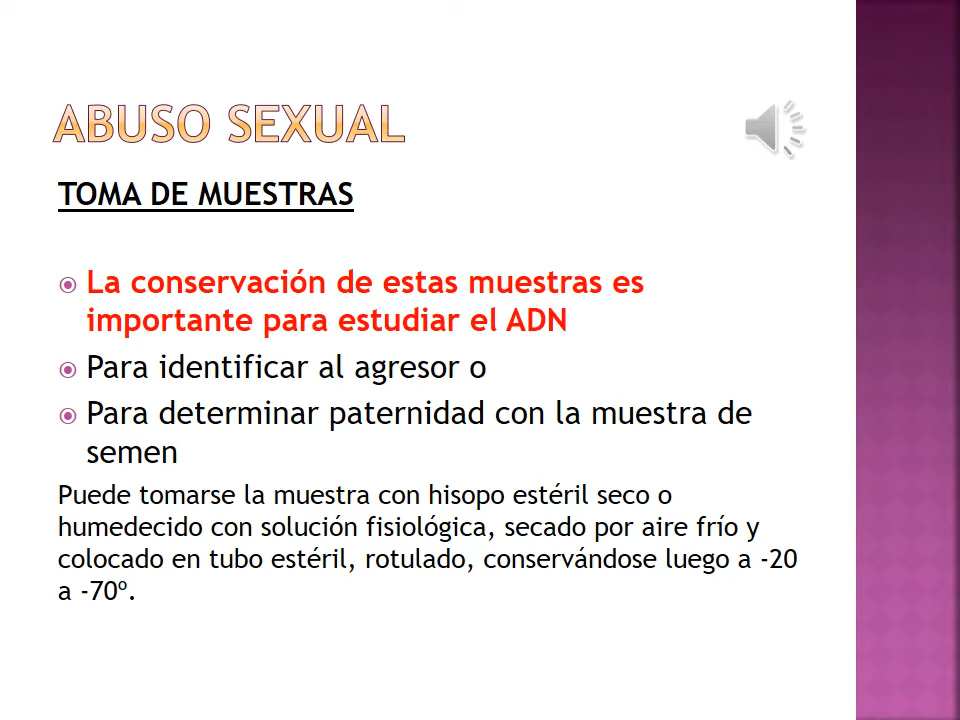 ABUSO SEXUAL
TOMA DE MUESTRAS
La conservación de estas muestras es
importante para estudiar el ADN
Para identificar al agresor o
Para determinar paternidad con la muestra de
semen
Puede tomarse la muestra con hisopo estéril seco o
humedecido con solución fisiológica, secado por aire frío y
colocado en tubo estéril, rotulado, conservándose luego a -20
a -70º.